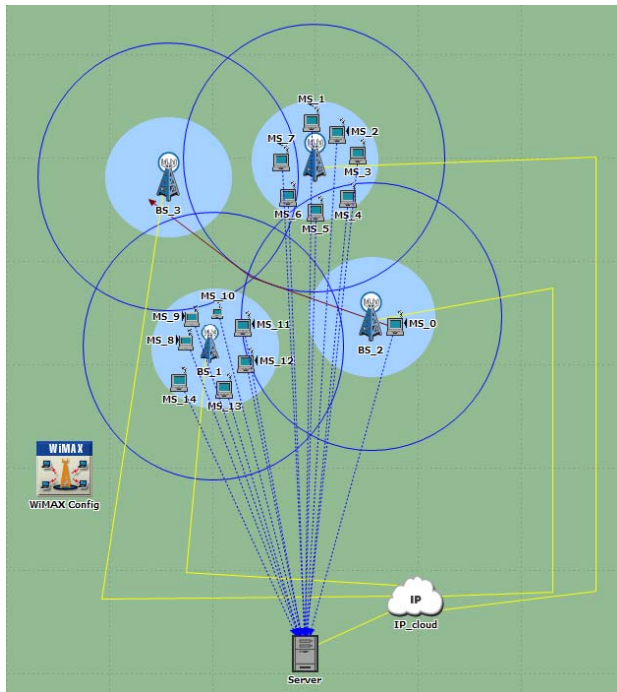 MS_1
MS_7
MS_2
MS_3
BS_3
MS_6
MS_4
MS_5
MS_10
MS_9
MS_11
MS_0
MS_8
BS_2
BS_1
MS_12
MS_14
MS_13
WiMAX
WiMAX Config
IP
IP_cloud
Server